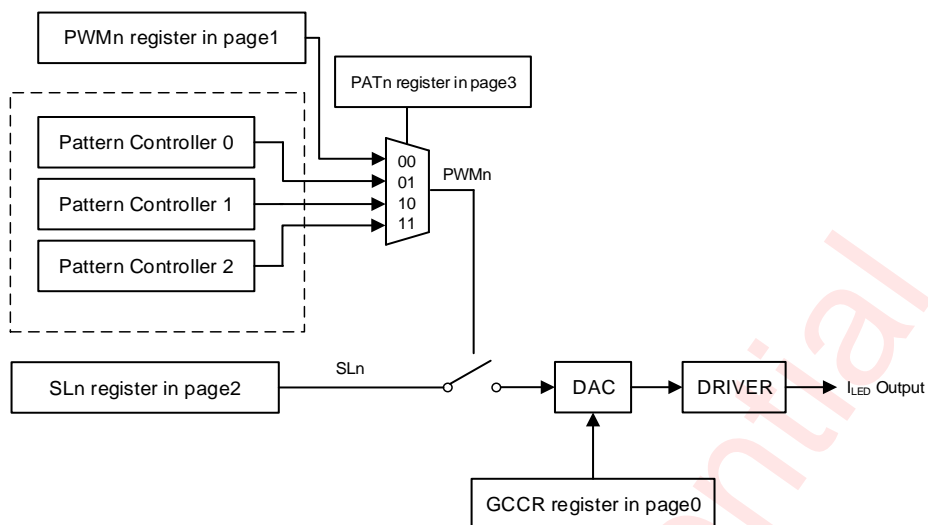 PWMn register in page1
PATn register in page3
Pattern Controller 0
Pattern Controller 1
Pattern Controller 2
00
01
10
11
PWMn
SLn register in page2
SLn
DAC
DRIVER
ILED Output
GCCR register in page0
ential